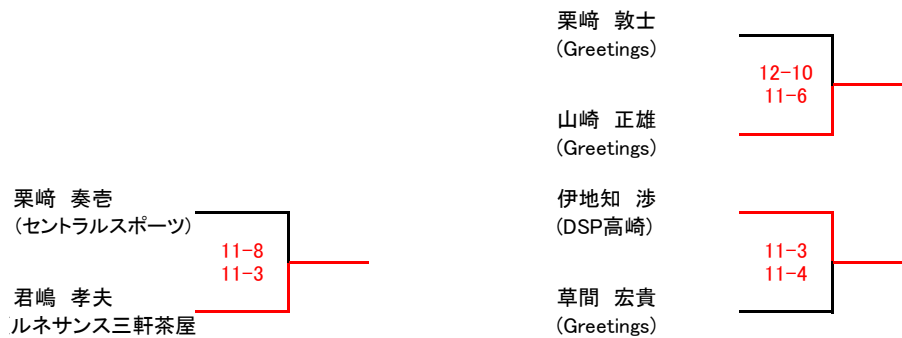 栗﨑 敦士
(Greetings)
12-10
11-6
山崎 正雄
(Greetings)
栗﨑 奏壱
(セントラルスポーツ)
11-8
11-3
君嶋 孝夫
ルネサンス三軒茶屋
伊地知 渉
(DSP高崎)
11-3
11-4
草間 宏貴
(Greetings)